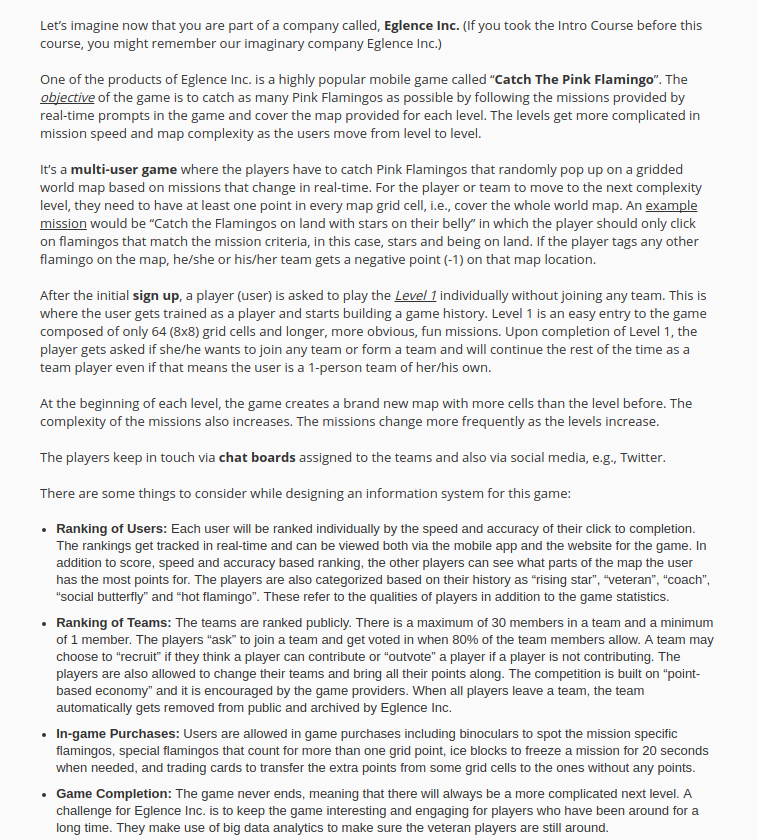 Let's imagine now that you are part of a company called, Eglence Inc. (If you took the Intro Course before this
course, you might remember our imaginary company Eglence Inc.)
One of the products of Eglence Inc. is a highly popular mobile game called “Catch The Pink Flamingo”. The
objective of the game is to catch as many Pink Flamingos as possible by following the missions provided by
real-time prompts in the game and cover the map provided for each level. The levels get more complicated in
mission speed and map complexity as the users move from level to level.
It's a multi-user game where the players have to catch Pink Flamingos that randomly pop up on a gridded
world map based on missions that change in real-time. For the player or team to move to the next complexity
level, they need to have at least one point in every map grid cell, i.e., cover the whole world map. An example
mission would be “Catch the Flamingos on land with stars on their belly” in which the player should only click
on flamingos that match the mission criteria, in this case, stars and being on land. If the player tags any other
flamingo on the map, he/she or his/her team gets a negative point (-1) on that map location.
After the initial sign up, a player (user) is asked to play the Level 1 individually without joining any team. This is
where the user gets trained as a player and starts building a game history. Level 1 is an easy entry to the game
composed of only 64 (8x8) grid cells and longer, more obvious, fun missions. Upon completion of Level 1, the
player gets asked if she/he wants to join any team or form a team and will continue the rest of the time as a
team player even if that means the user is a 1-person team of her/his own.
At the beginning of each level, the game creates a brand new map with more cells than the level before. The
complexity of the missions also increases. The missions change more frequently as the levels increase.
The players keep in touch via chat boards assigned to the teams and also via social media, e.g., Twitter.
There are some things to consider while designing an information system for this game:
• Ranking of Users: Each user will be ranked individually by the speed and accuracy of their click to completion.
The rankings get tracked in real-time and can be viewed both via the mobile app and the website for the game. In
addition to score, speed and accuracy based ranking, the other players can see what parts of the map the user
has the most points for. The players are also categorized based on their history as “rising star”, “veteran”, “coach”,
“social butterfly” and “hot flamingo”. These refer to the qualities of players in addition to the game statistics.
• Ranking of Teams: The teams are ranked publicly. There is a maximum of 30 members in a team and a minimum
of 1 member. The players “ask” to join a team and get voted in when 80% of the team members allow. A team may
choose to “recruit” if they think a player can contribute or “outvote” a player if a player is not contributing. The
players are also allowed to change their teams and bring all their points along. The competition is built on “point-
based economy” and it is encouraged by the game providers. When all players leave a team, the team
automatically gets removed from public and archived by Eglence Inc.
• In-game Purchases: Users are allowed in game purchases including binoculars to spot the mission specific
flamingos, special flamingos that count for more than one grid point, ice blocks to freeze a mission for 20 seconds
when needed, and trading cards to transfer the extra points from some grid cells to the ones without any points.
• Game Completion: The game never ends, meaning that there will always be a more complicated next level. A
challenge for Eglence Inc. is to keep the game interesting and engaging for players who have been around for a
long time. They make use of big data analytics to make sure the veteran players are still around.